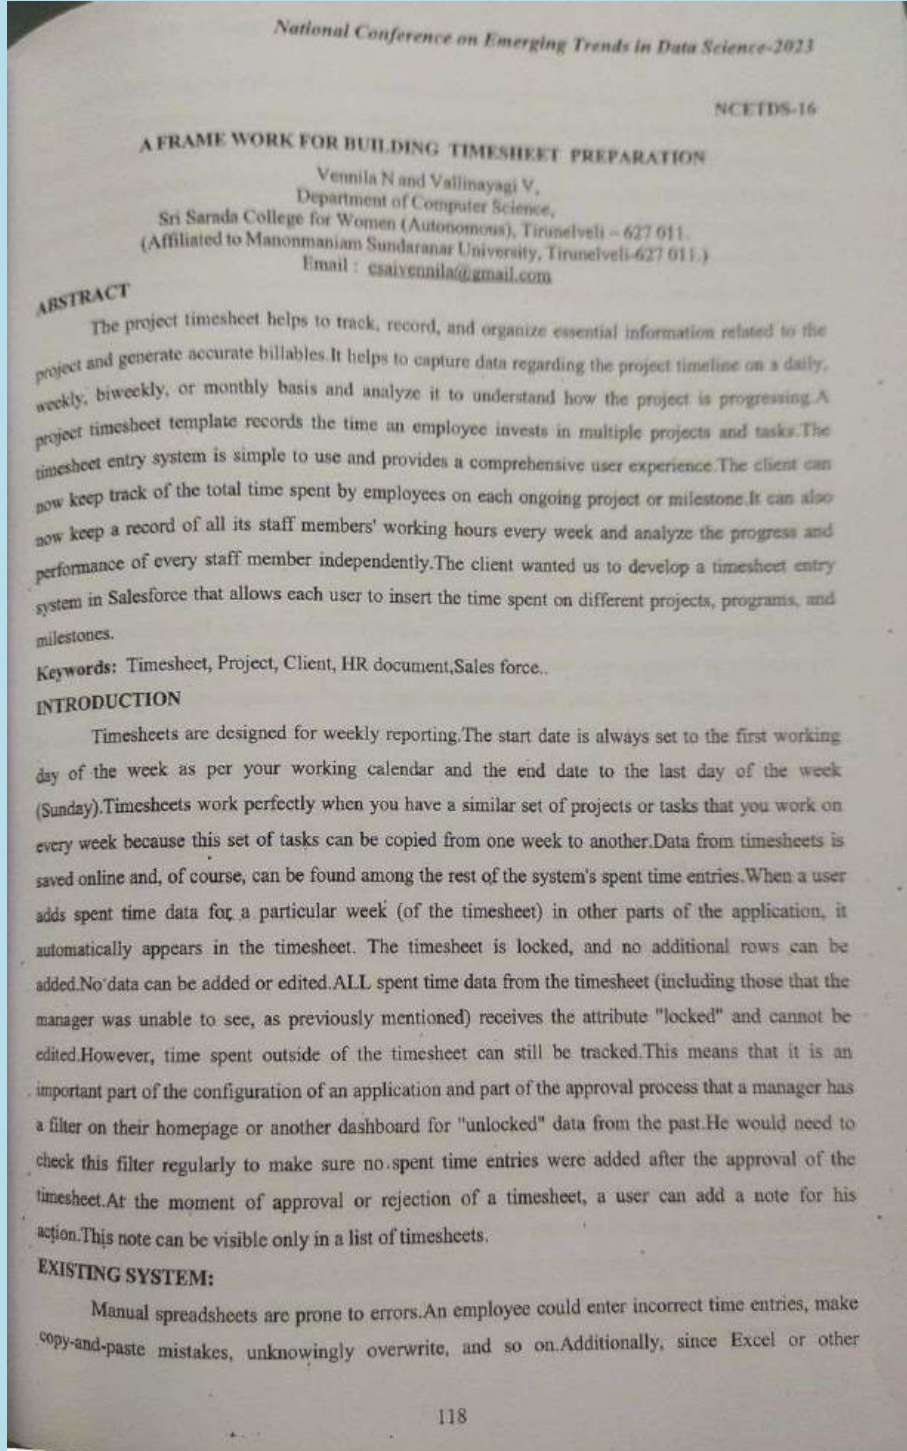 National Conference on Emerging Trends in Data Science-2023
NCETDS-16
A FRAME WORK FOR BUILDING TIMESHEET PREPARATION
Vennila N and Vallinayagi V,
Department of Computer Science,
Sri Sarada College for Women (Autonomous), Tirunelveli – 627 011.
(Affiliated to Manonmaniam Sundaranar University, Tirunelveli-627 011.)
Email : csaivennila@gmail.com
ABSTRACT
The project timesheet helps to track, record, and organize essential information related to the
project and generate accurate billables.It helps to capture data regarding the project timeline on a daily,
weekly, biweekly, or monthly basis and analyze it to understand how the project is progressing.A
project timesheet template records the time an employee invests in multiple projects and tasks.The
timesheet entry system is simple to use and provides a comprehensive user experience.The client can
now keep track of the total time spent by employees on each ongoing project or milestone.It can also
now keep a record of all its staff members' working hours every week and analyze the progress and
performance of every staff member independently.The client wanted us to develop a timesheet entry
system in Salesforce that allows each user to insert the time spent on different projects, programs, and
milestones.
Keywords: Timesheet, Project, Client, HR document,Sales force..
INTRODUCTION
Timesheets are designed for weekly reporting.The start date is always set to the first working
day of the week as per your working calendar and the end date to the last day of the week
(Sunday).Timesheets work perfectly when you have a similar set of projects or tasks that you work on
every week because this set of tasks can be copied from one week to another.Data from timesheets is
saved online and, of course, can be found among the rest of the system's spent time entries.When a user
adds spent time data for a particular week (of the timesheet) in other parts of the application, it
automatically appears in the timesheet. The timesheet is locked, and no additional rows can be
added.No data can be added or edited.ALL spent time data from the timesheet (including those that the
manager was unable to see, as previously mentioned) receives the attribute "locked" and cannot be
edited.However, time spent outside of the timesheet can still be tracked.This means that it is an
important part of the configuration of an application and part of the approval process that a manager has
a filter on their homepage or another dashboard for "unlocked" data from the past.He would need to
check this filter regularly to make sure no spent time entries were added after the approval of the
timesheet.At the moment of approval or rejection of a timesheet, a user can add a note for his
action.This note can be visible only in a list of timesheets.
EXISTING SYSTEM:
Manual spreadsheets are prone to errors.An employee could enter incorrect time entries, make
copy-and-paste mistakes, unknowingly overwrite, and so on.Additionally, since Excel or other
118